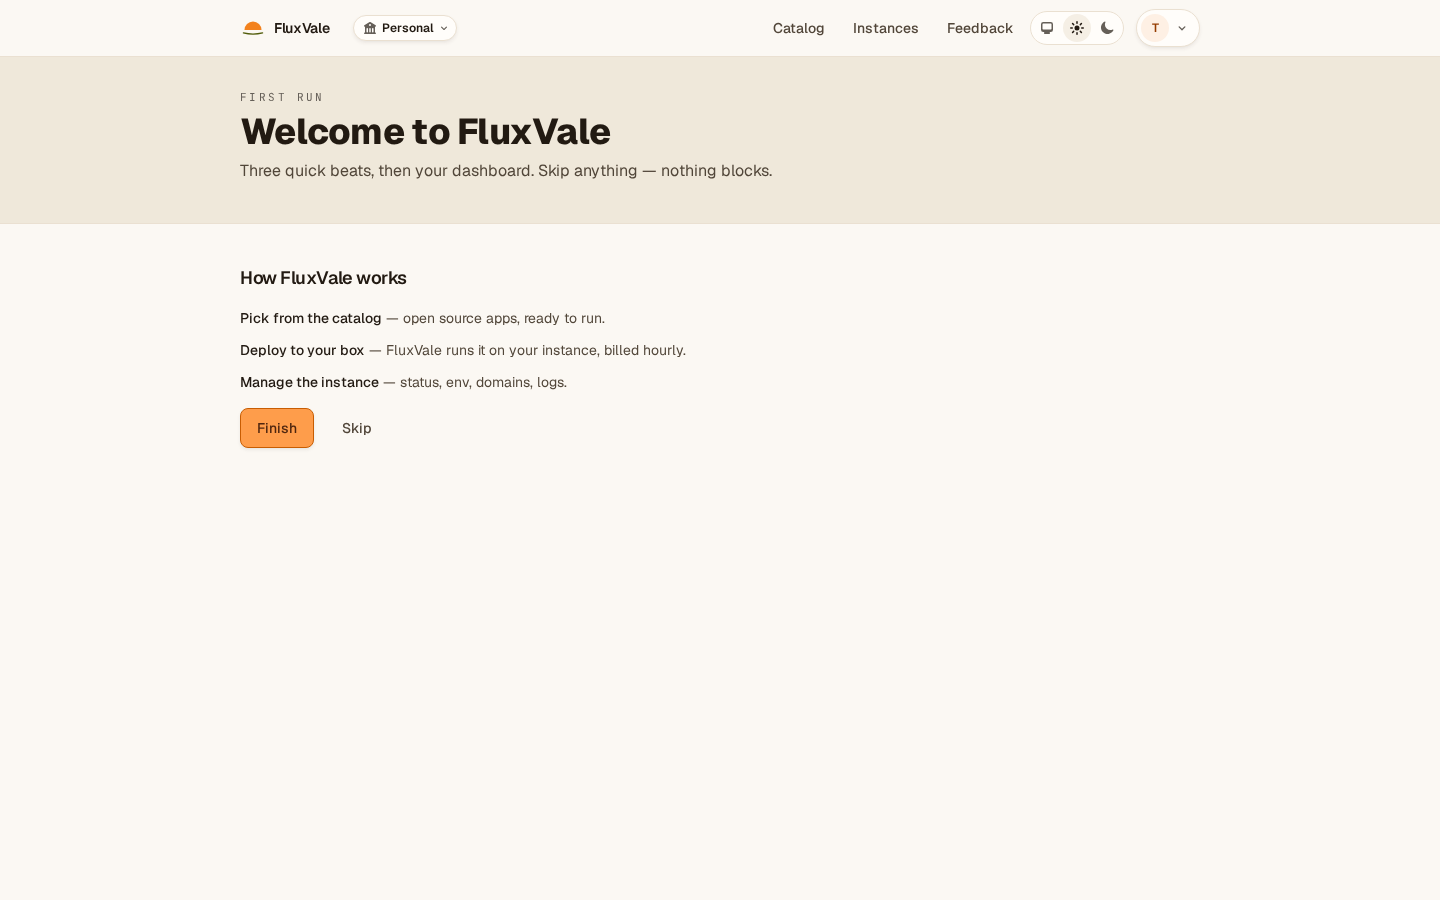 FluxVale
Personal
Catalog
Instances
Feedback
T
FIRST RUN
Welcome to FluxVale
Three quick beats, then your dashboard. Skip anything — nothing blocks.
How FluxVale works
Pick from the catalog — open source apps, ready to run.
Deploy to your box — FluxVale runs it on your instance, billed hourly.
Manage the instance — status, env, domains, logs.
Finish
Skip